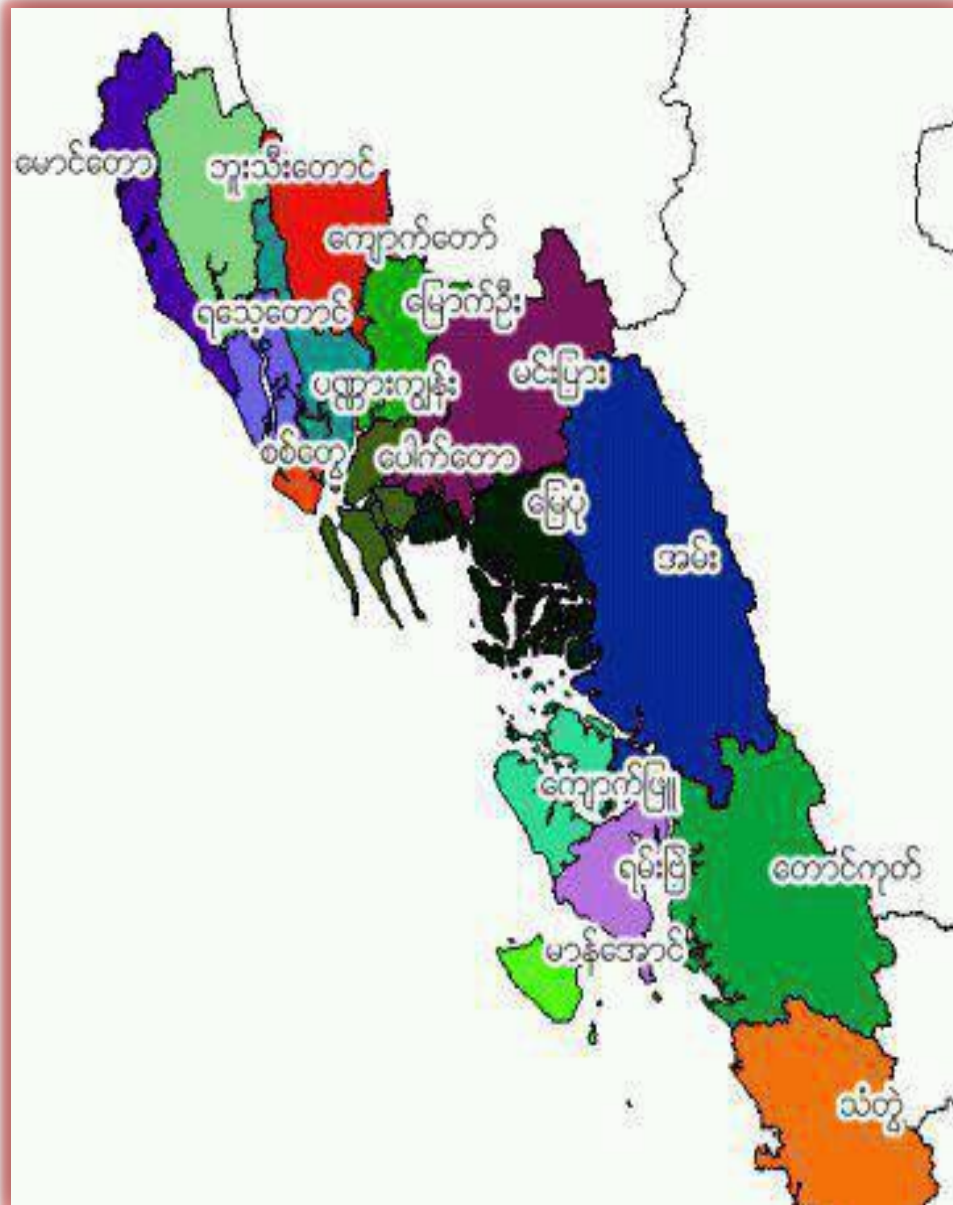 မောင်တော
ဘူးသီးတောင်
ကျောက်တော်
မြောက်ဦး
ရသေ့တောင်
မင်းပြား
ပဏ္ဏားကျွန်း
စစ်တွေ
ပေါက်တော
မြေပုံ
အမ်း
ကျောက်ဖြူ
ရမ်းဗြဲ
တောင်ကုတ်
မာန်အောင်
သံတွဲ